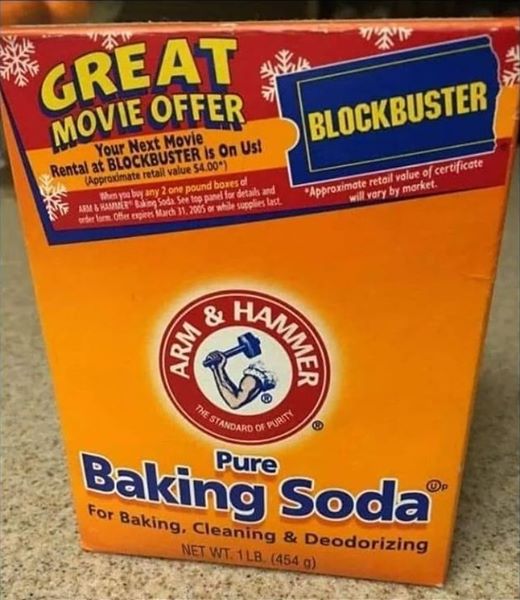 GREAT
MOVIE OFFER
Your Next Movie
Rental at BLOCKBUSTER is On Us!
(Approximate retail value $4.00*)
When you buy any 2 one pound boxes of
ARM & HAMMER® Baking Soda. See top panel for details and
order form. Offer expires March 31, 2005 or while supplies last.
BLOCKBUSTER
*Approximate retail value of certificate
will vary by market.
ARM & HAMMER
®
THE STANDARD OF PURITY
®
Pure
Baking Soda
For Baking, Cleaning & Deodorizing
NET WT. 1 LB. (454 g)